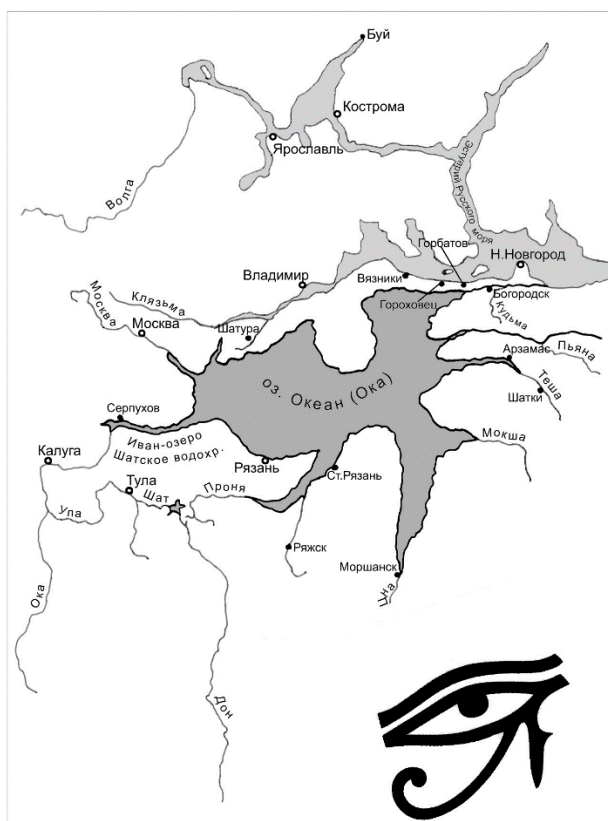 Буй
Кострома
Ярославль
Волга
Эстуарий Русского моря
Горбатов
Н.Новгород
Владимир
Вязники
Клязьма
Москва
Богородск
Гороховец
Кудьма
Москва
Шатура
Арзамас
Пьяна
Теша
оз. Океан (Ока)
Шатки
Серпухов
Иван-озеро
Шатское водохр.
Мокша
Калуга
Рязань
Ст.Рязань
Тула
Шат
Проня
Упа
Ряжск
Моршанск
Цна
Ока
Дон